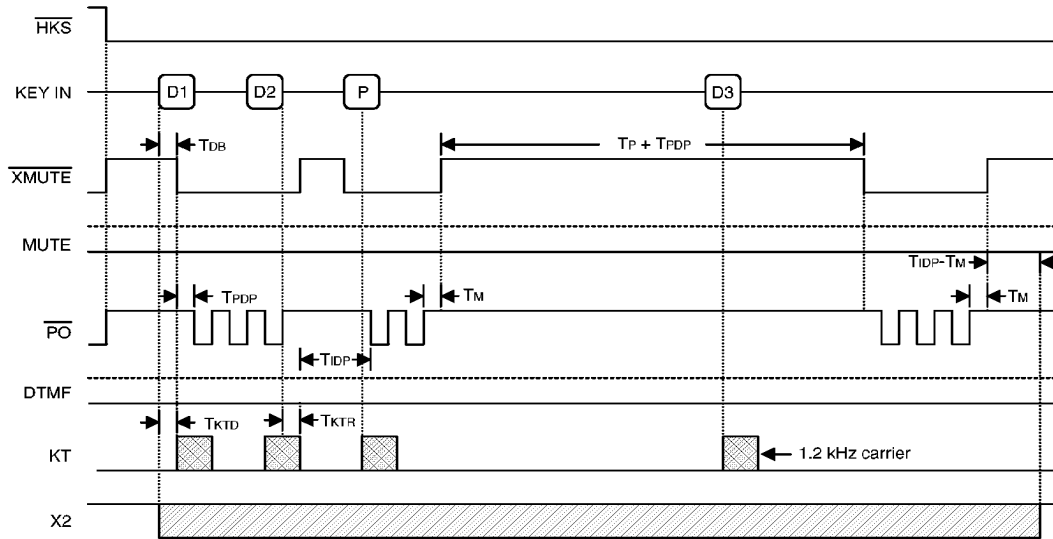 HKS
KEY IN
D1
D2
P
D3
TDB
TP + TPDP
XMUTE
MUTE
TIDP-TM
TPDP
TM
TM
PO
TIDP
DTMF
TKTD
TKTR
KT
1.2 kHz carrier
X2